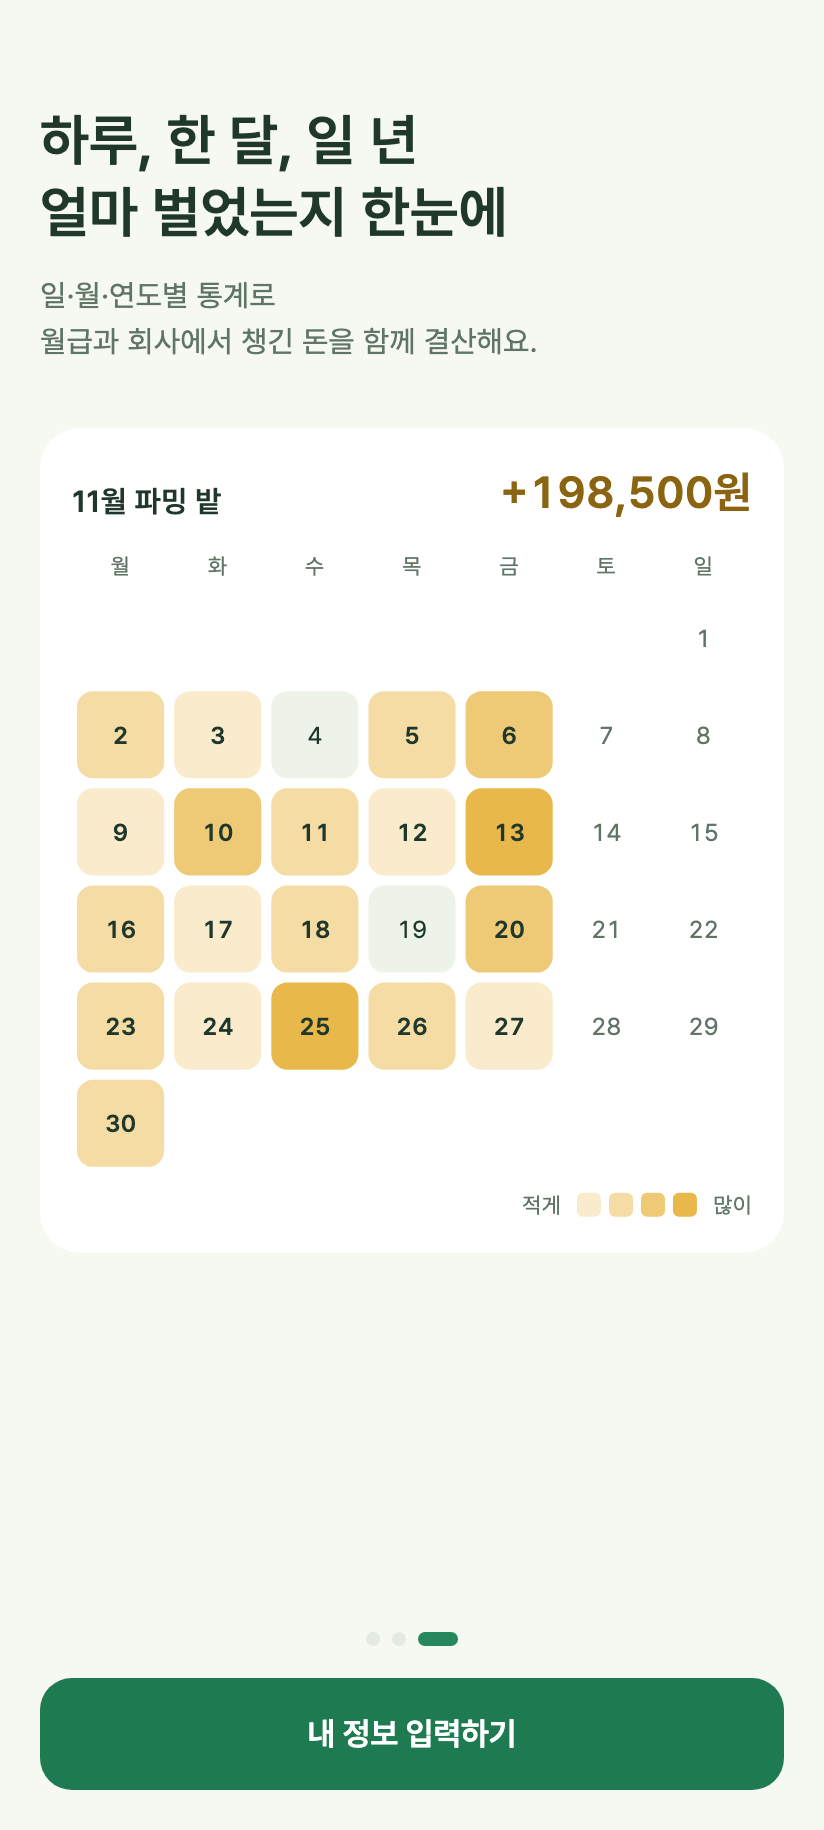 하루, 한 달, 일 년
얼마 벌었는지 한눈에
일·월·연도별 통계로
월급과 회사에서 챙긴 돈을 함께 결산해요.
11월 파밍 밭 +198,500원
월 화 수 목 금 토 일
1
2 3 4 5 6 7 8
9 10 11 12 13 14 15
16 17 18 19 20 21 22
23 24 25 26 27 28 29
30
적게 많이
내 정보 입력하기